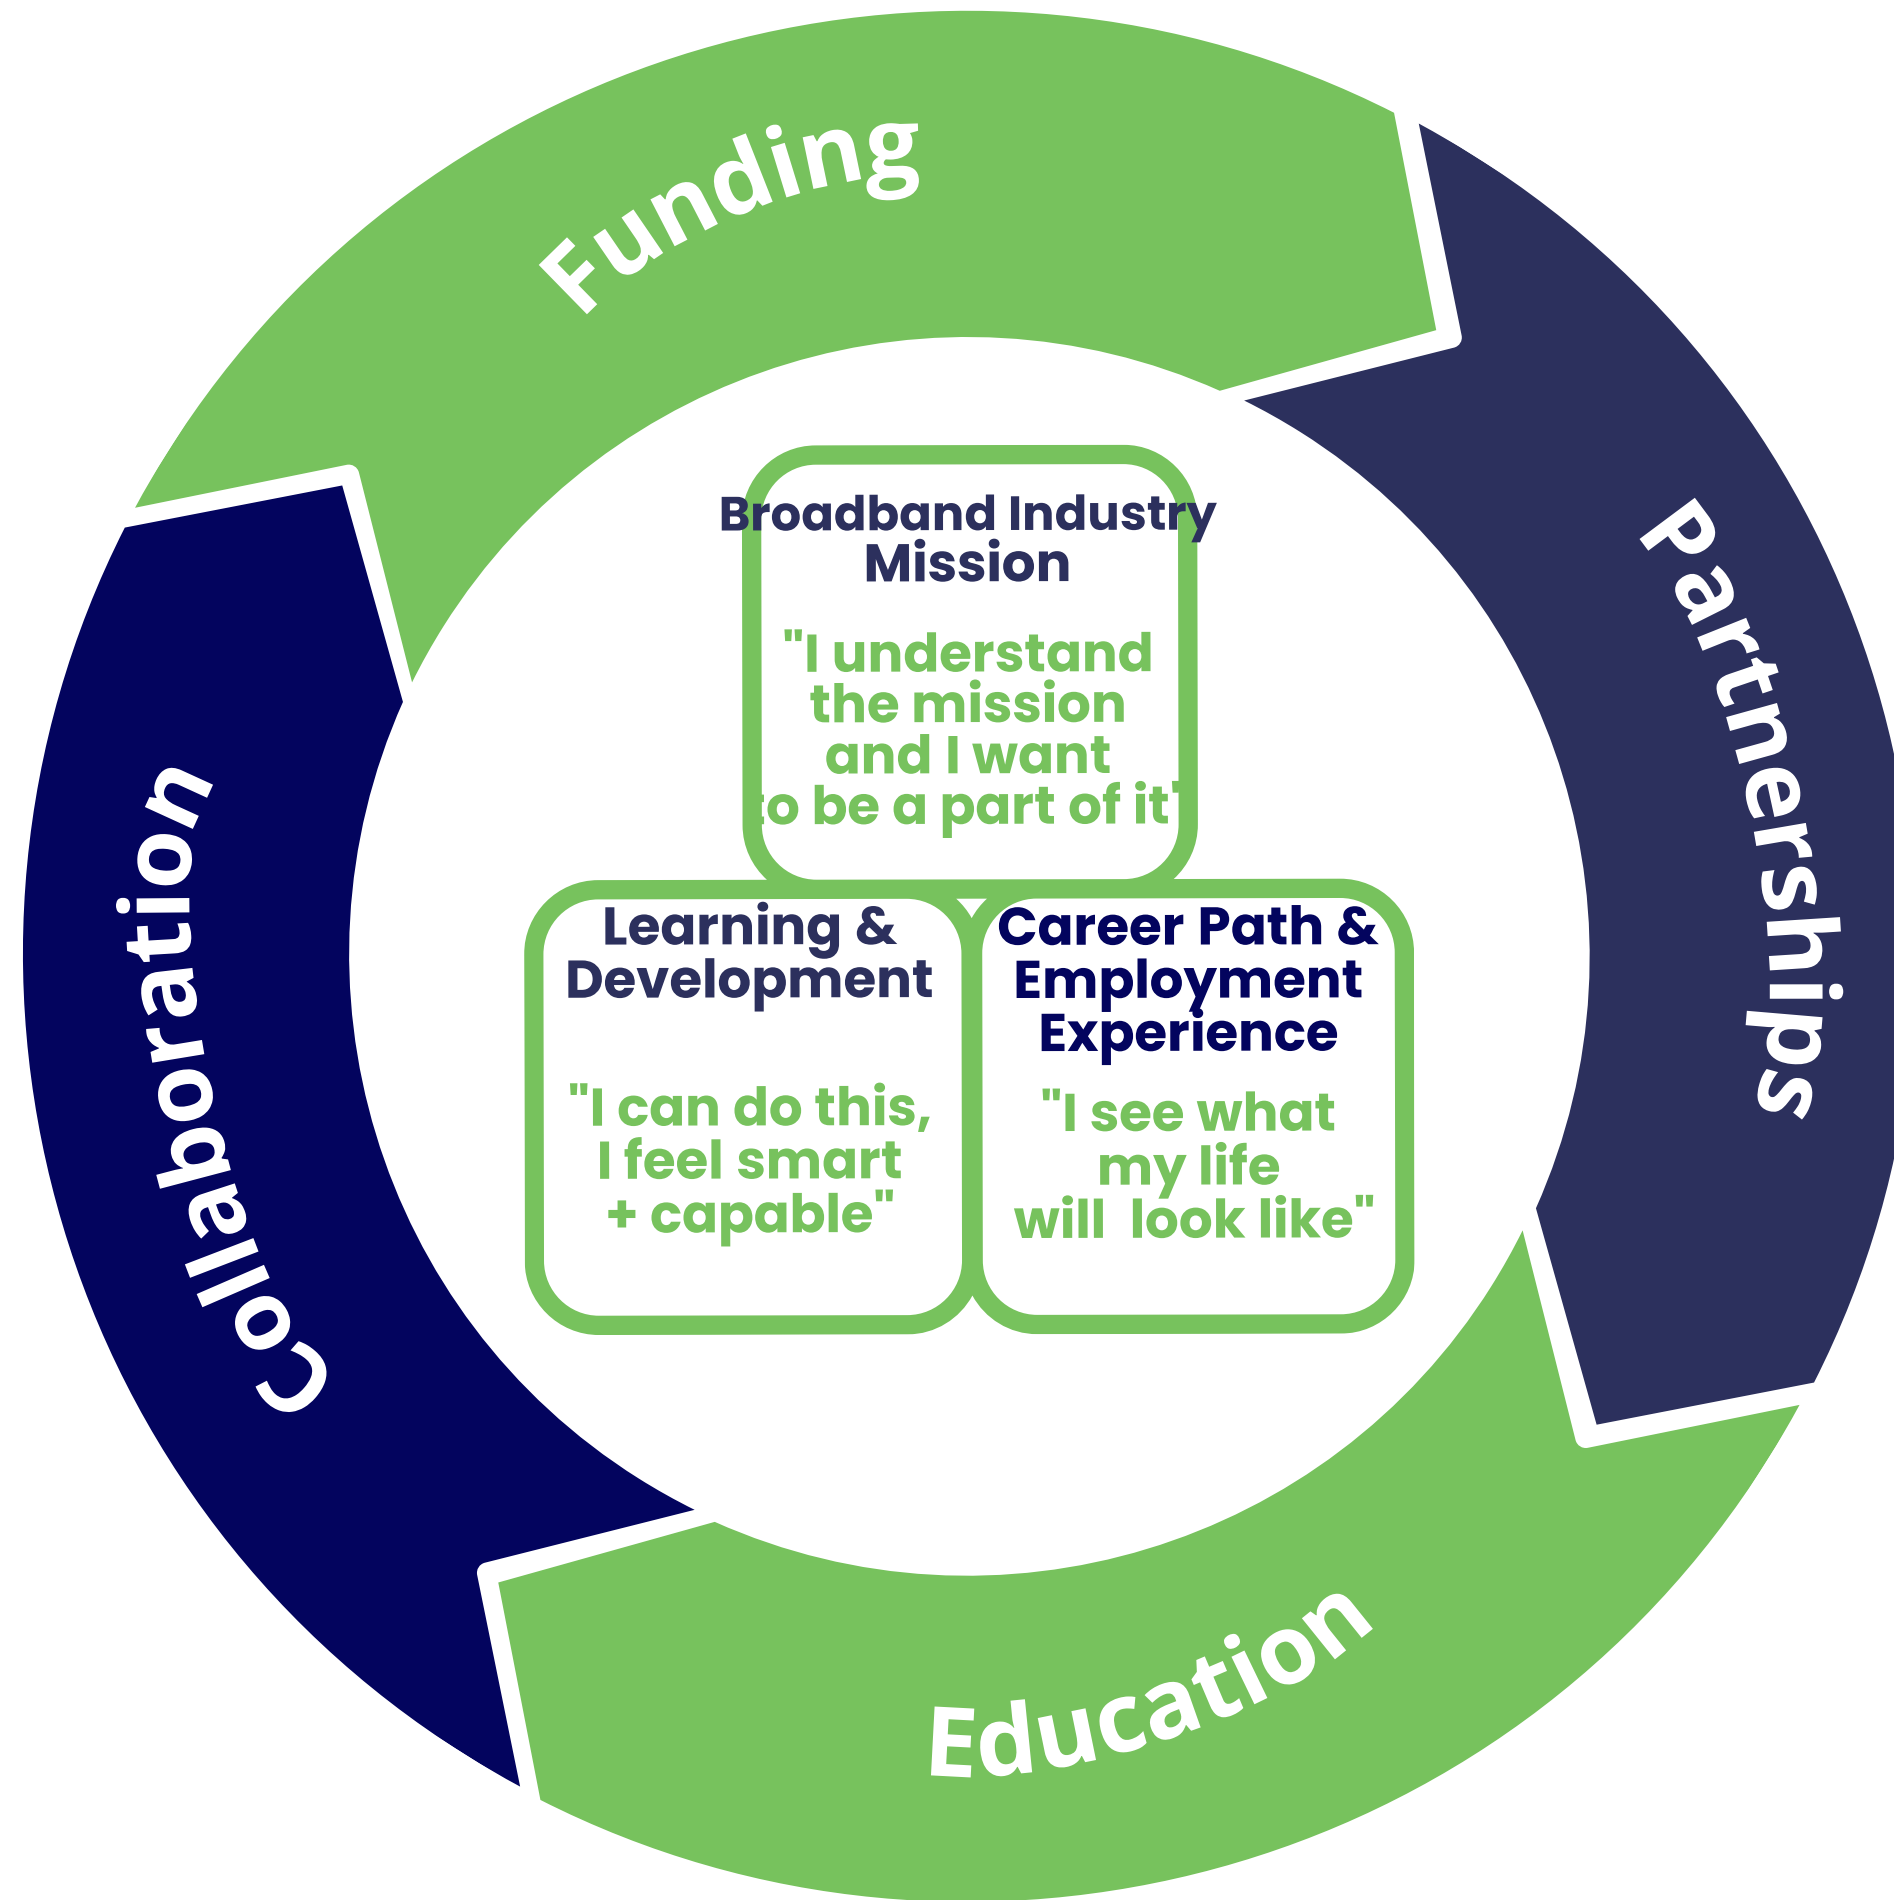 Funding
Partnerships
Education
Collaboration
Broadband Industry
Mission
"I understand
the mission
and I want
to be a part of it"
Learning &
Development
"I can do this,
I feel smart
+ capable"
Career Path &
Employment
Experience
"I see what
my life
will look like"